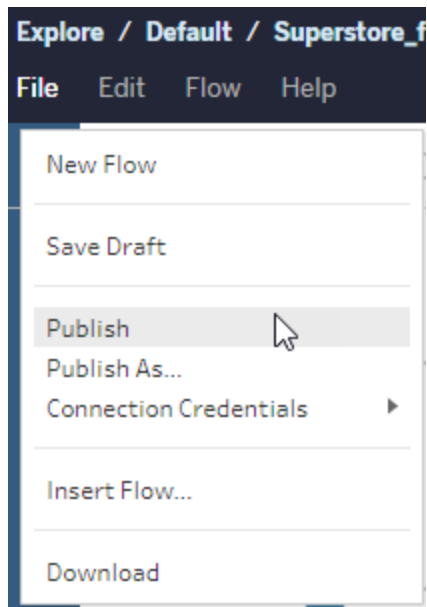 Explore / Default / Superstore_f
File Edit Flow Help
New Flow
Save Draft
Publish
Publish As...
Connection Credentials
Insert Flow...
Download